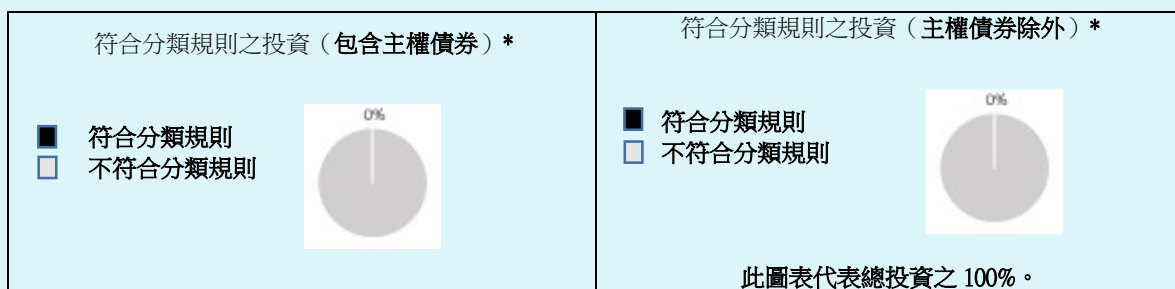 符合分類規則之投資（包含主權債券）*
0%
符合分類規則
不符合分類規則
符合分類規則之投資（主權債券除外）*
0%
符合分類規則
不符合分類規則
此圖表代表總投資之 100%。